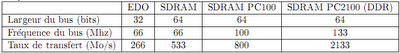 EDO SDRAM SDRAM PC100 SDRAM PC2100 (DDR)
Largeur du bus (bits) 32 64 64 64
Fréquence du bus (Mhz) 66 66 100 133
Taux de transfert (Mo/s) 266 533 800 2133